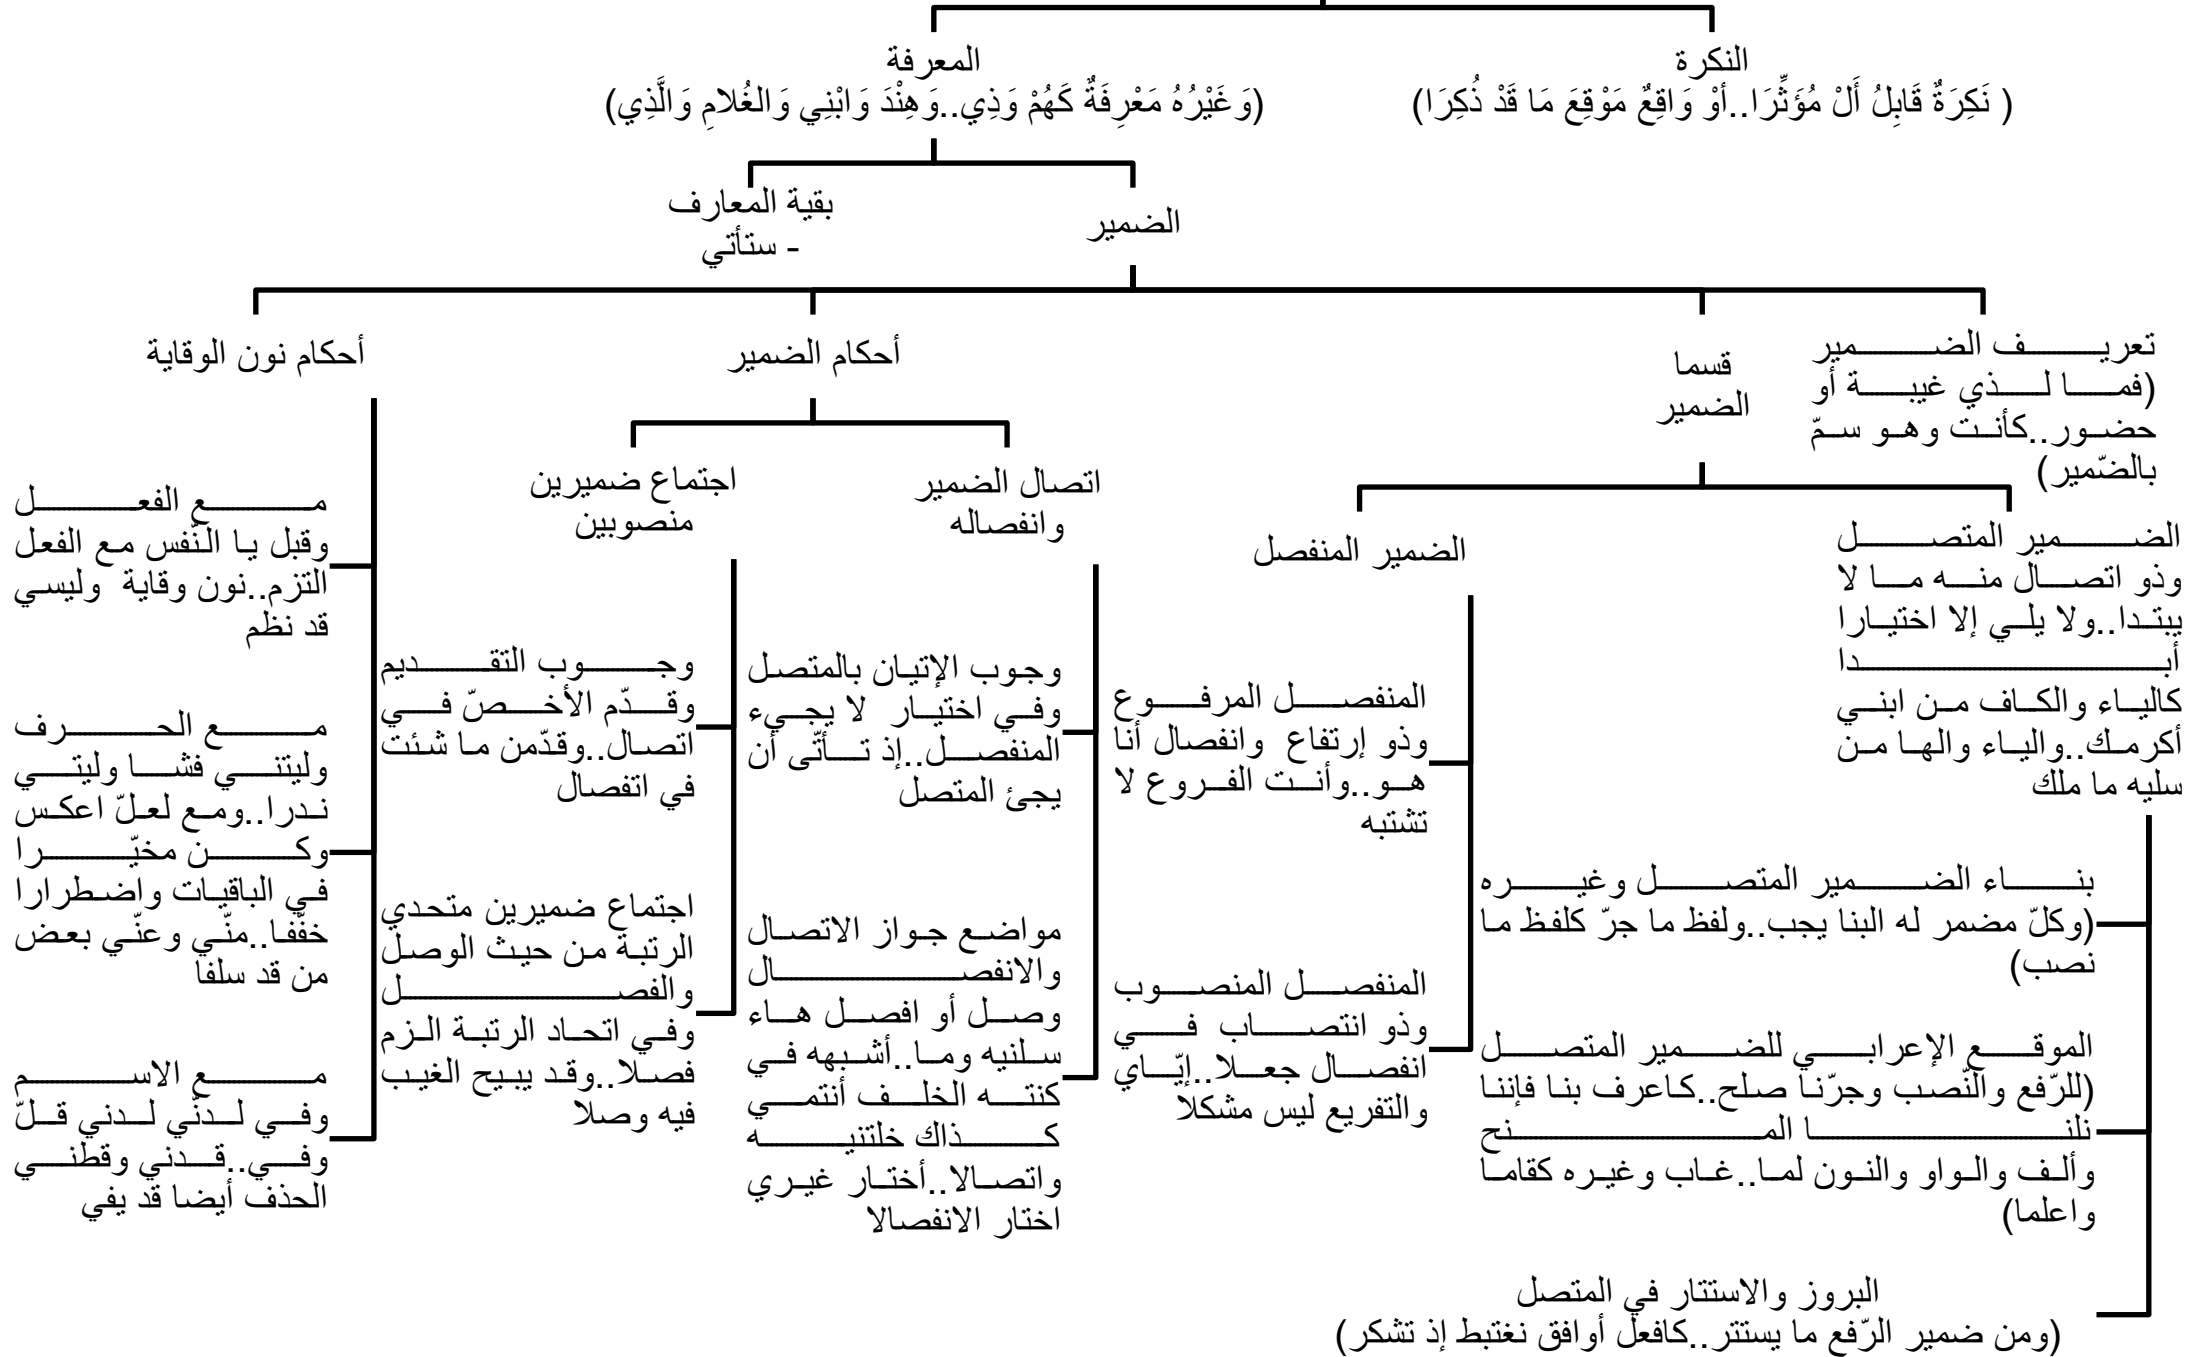 النكرة
( نَكِرَةٌ قَابِلُ أَلْ مُؤَثِّرَا..أوْ وَاقِعٌ مَوْقِعَ مَا قَدْ ذُكِرَا)
المعرفة
(وَغَيْرُهُ مَعْرِفَةٌ كَهُمْ وَذِي..وَهِنْدَ وَابْنِي وَالغُلامِ وَالَّذِي)
الضمير
بقية المعارف
- ستأتي
تعريف الضمير
(فما لذي غيبة أو
حضور..كأنت وهو سمّ
بالضّمير)
قسما
الضمير
أحكام الضمير
أحكام نون الوقاية
الضمير المتصل
وذو اتصال منه ما لا
يبتدا..ولا يلي إلا اختيارا
أبدا
كالياء والكاف من ابني
أكرمك..والياء والها من
سليه ما ملك
بناء الضمير المتصل وغيره
(وكلّ مضمر له البنا يجب..ولفظ ما جرّ كلفظ ما
نصب)
الموقع الإعرابي للضمير المتصل
(للرّفع والنّصب وجرّنا صلح..كاعرف بنا فإننا
نلنا المنح
وألف والواو والنون لما..غاب وغيره كقاما
واعلما)
البروز والاستتار في المتصل
(ومن ضمير الرّفع ما يستتر..كافعل أوافق نغتبط إذ تشكر)
الضمير المنفصل
المنفصل المرفوع
وذو إرتفاع وانفصال أنا
هو..وأنت الفروع لا
تشتبه
المنفصل المنصوب
وذو انتصاب في
انفصال جعلا..إيّاي
والتفريع ليس مشكلا
اتصال الضمير
وانفصاله
وجوب الإتيان بالمتصل
وفي اختيار لا يجيء
المنفصل..إذ تأتّى أن
يجئ المتصل
مواضع جواز الاتصال
والانفصال
وصل أو افصل هاء
سلنيه وما..أشبهه في
كنته الخلف أنتمي
كذاك خلتنيه
واتصالا..أختار غيري
اختار الانفصالا
اجتماع ضميرين
منصوبين
وجوب التقديم
وقدّم الأخصّ في
اتصال..وقدّمن ما شئت
في اتفصال
اجتماع ضميرين متحدي
الرتبة من حيث الوصل
والفصل
وفي اتحاد الرتبة الزم
فصلا..وقد يبيح الغيب
فيه وصلا
مع الفعل
وقبل يا النّفس مع الفعل
التزم..نون وقاية وليسي
قد نظم
مع الحرف
وليتني فشا وليتي
ندرا..ومع لعلّ اعكس
وكن مخيّرا
في الباقيات واضطرارا
خفّفا..منّي وعنّي بعض
من قد سلفا
مع الاسم
وفي لدنّي لدني قلّ
وفي..قدني وقطني
الحذف أيضا قد يفي